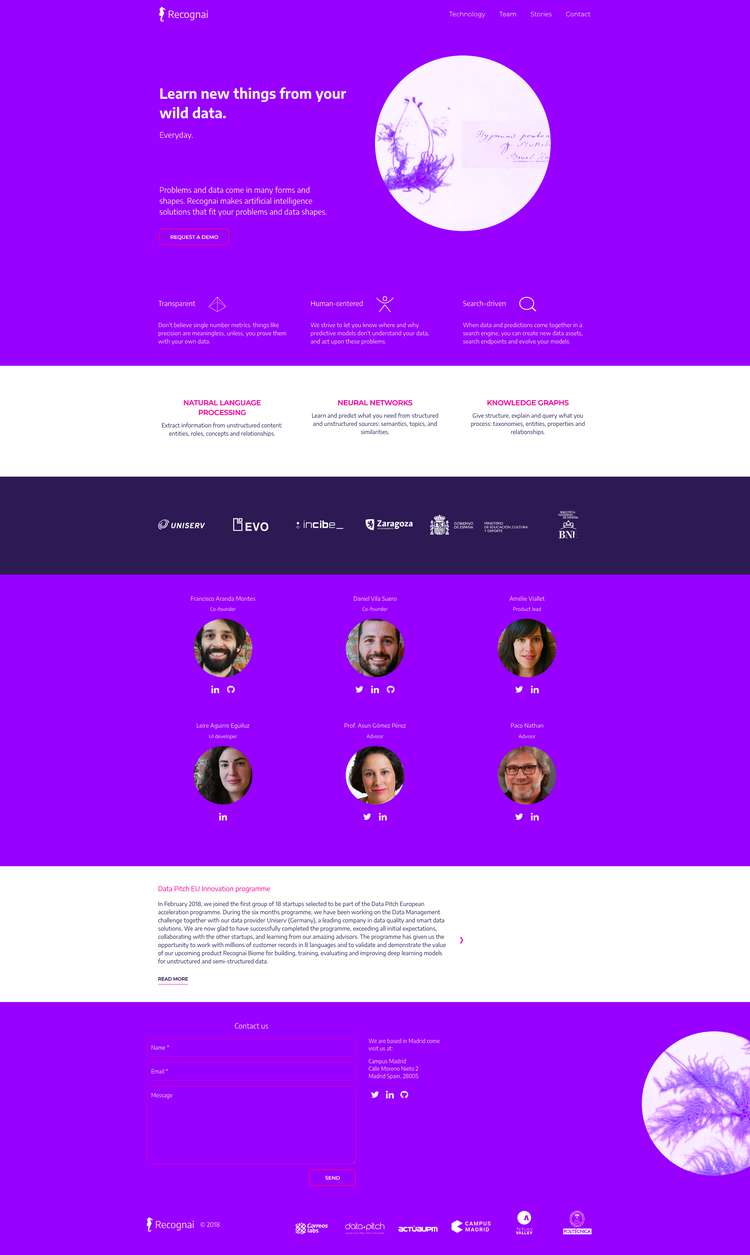 Recognai
Technology Team Stories Contact
Learn new things from your
wild data.
Everyday.
Problems and data come in many forms and
shapes. Recognai makes artificial intelligence
solutions that fit your problems and data shapes.
REQUEST A DEMO
Transparent
Don't believe single number metrics, things like
precision are meaningless, unless, you prove them
with your own data.
Human-centered
We strive to let you know where and why
predictive models don't understand your data,
and act upon these problems.
Search-driven
When data and predictions come together in a
search engine, you can create new data assets,
search endpoints and evolve your models.
NATURAL LANGUAGE
PROCESSING
Extract information from unstructured content:
entities, roles, concepts and relationships.
NEURAL NETWORKS
Learn and predict what you need from structured
and unstructured sources: semantics, topics, and
similarities.
KNOWLEDGE GRAPHS
Give structure, explain and query what you
process: taxonomies, entities, properties and
relationships.
UNISERV
EVO
incibe_
Zaragoza
GOBIERNO
DE ESPAÑA
MINISTERIO
DE EDUCACIÓN, CULTURA
Y DEPORTE
BIBLIOTECA
NACIONAL
DE ESPAÑA
BNE
Francisco Aranda Montes
Co-founder
Daniel Vila Suero
Co-founder
Amélie Viallet
Product lead
Leire Aguirre Eguiluz
UI developer
Prof. Asun Gómez Pérez
Advisor
Paco Nathan
Advisor
Data Pitch EU Innovation programme
In February 2018, we joined the first group of 18 startups selected to be part of the Data Pitch European
acceleration programme. During the six months programme, we have been working on the Data Management
challenge together with our data provider Uniserv (Germany), a leading company in data quality and smart data
solutions. We are now glad to have successfully completed the programme, exceeding all initial expectations,
collaborating with the other startups, and learning from our amazing advisors. The programme has given us the
opportunity to work with millions of customer records in 8 languages and to validate and demonstrate the value
of our upcoming product Recognai Biome for building, training, evaluating and improving deep learning models
for unstructured and semi-structured data.
READ MORE
Contact us
Name *
Email *
Message
SEND
We are based in Madrid come
visit us at:
Campus Madrid
Calle Moreno Nieto 2
Madrid Spain, 28005
Recognai © 2018
Correos
labs
data pitch
actúaupm
CAMPUS
MADRID
VALLEY
POLITÉCNICA